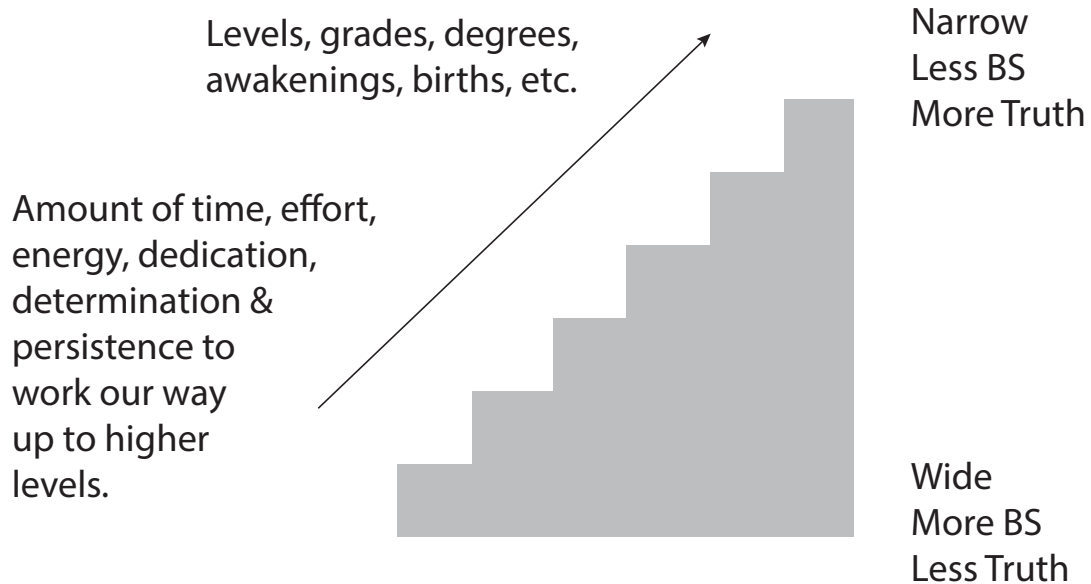 Levels, grades, degrees,
awakenings, births, etc.
Narrow
Less BS
More Truth
Amount of time, effort,
energy, dedication,
determination &
persistence to
work our way
up to higher
levels.
Wide
More BS
Less Truth